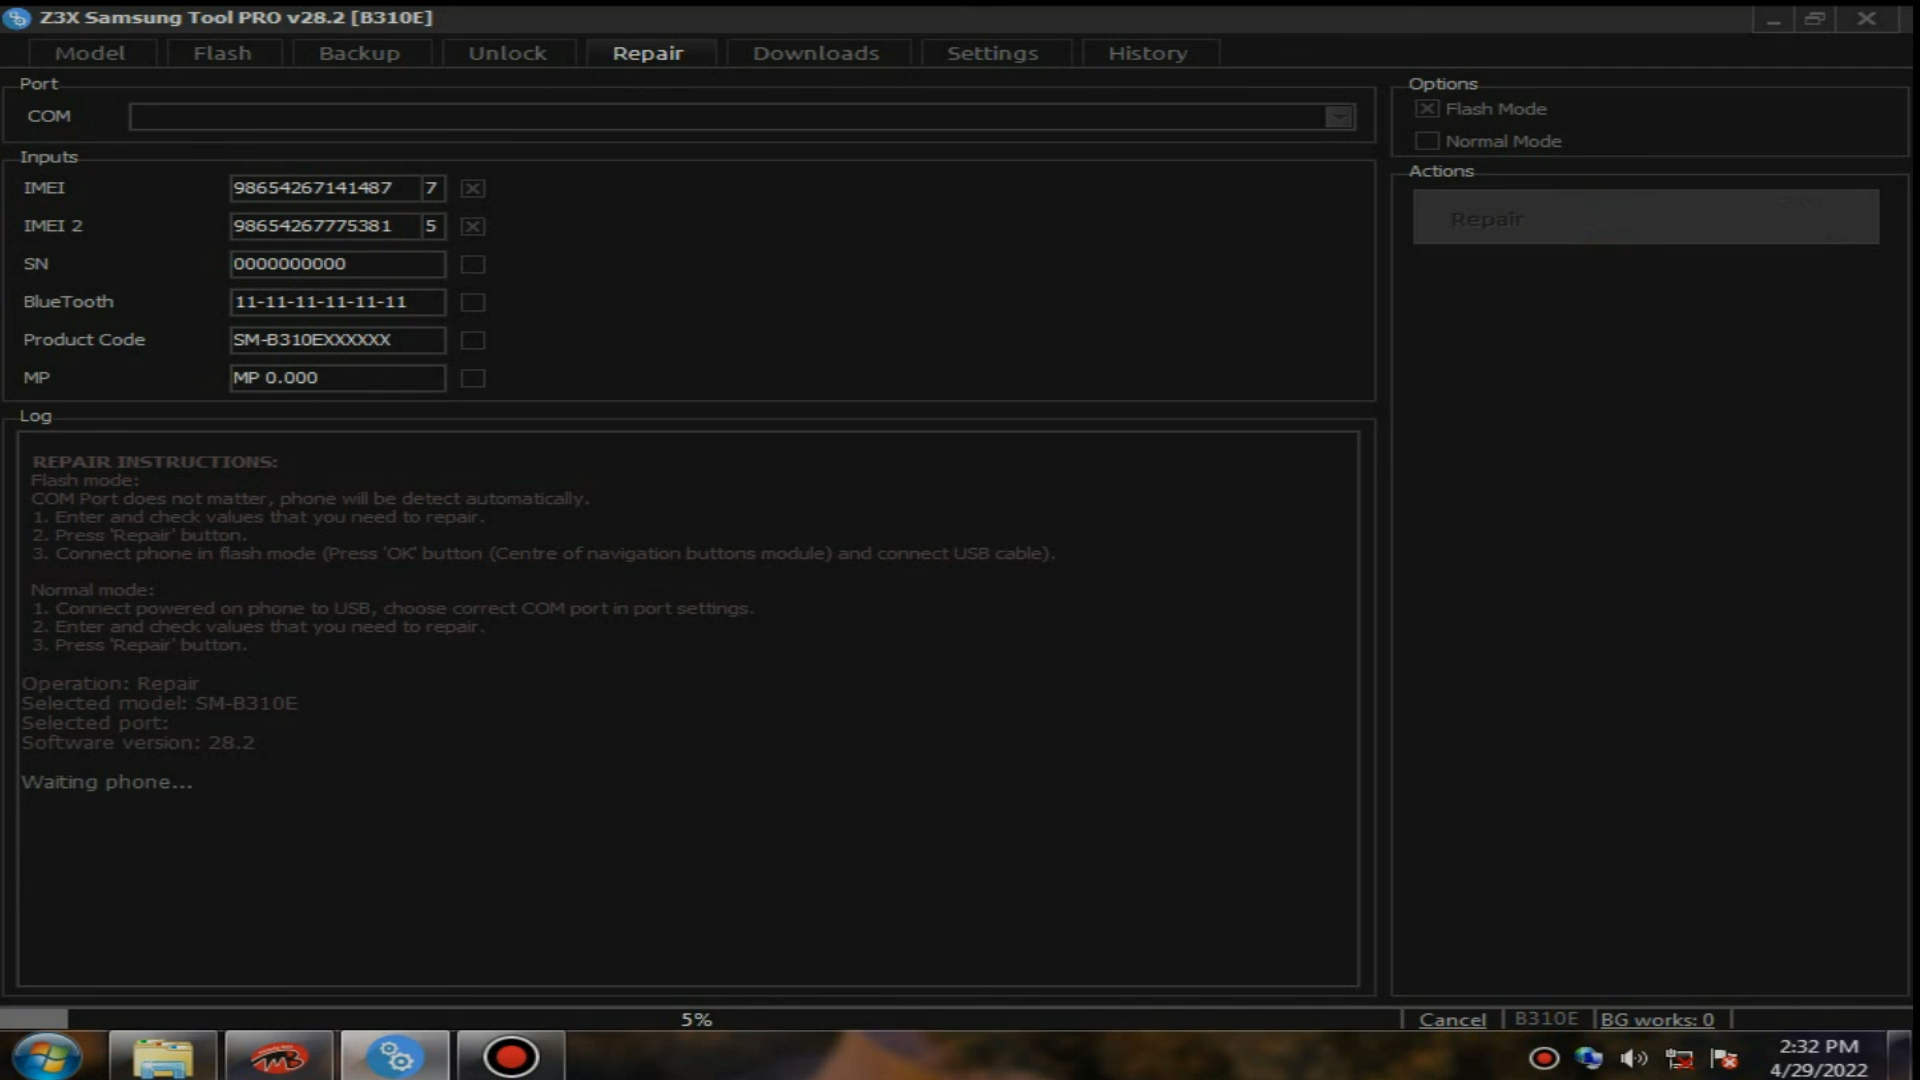 Z3X Samsung Tool PRO v28.2 [B310E]
Model Flash Backup Unlock Repair Downloads Settings History
Port
COM
Options
Flash Mode
Normal Mode
Inputs
IMEI 98654267141487 7
IMEI 2 98654267775381 5
SN 0000000000
BlueTooth 11-11-11-11-11-11
Product Code SM-B310EXXXXXX
MP MP 0.000
Actions
Repair
Log
REPAIR INSTRUCTIONS:
Flash mode:
COM Port does not matter, phone will be detect automatically.
1. Enter and check values that you need to repair.
2. Press 'Repair' button.
3. Connect phone in flash mode (Press 'OK' button (Centre of navigation buttons module) and connect USB cable).
Normal mode:
1. Connect powered on phone to USB, choose correct COM port in port settings.
2. Enter and check values that you need to repair.
3. Press 'Repair' button.
Operation: Repair
Selected model: SM-B310E
Selected port:
Software version: 28.2
Waiting phone...
5%
Cancel B310E BG works: 0
MB
2:32 PM
4/29/2022